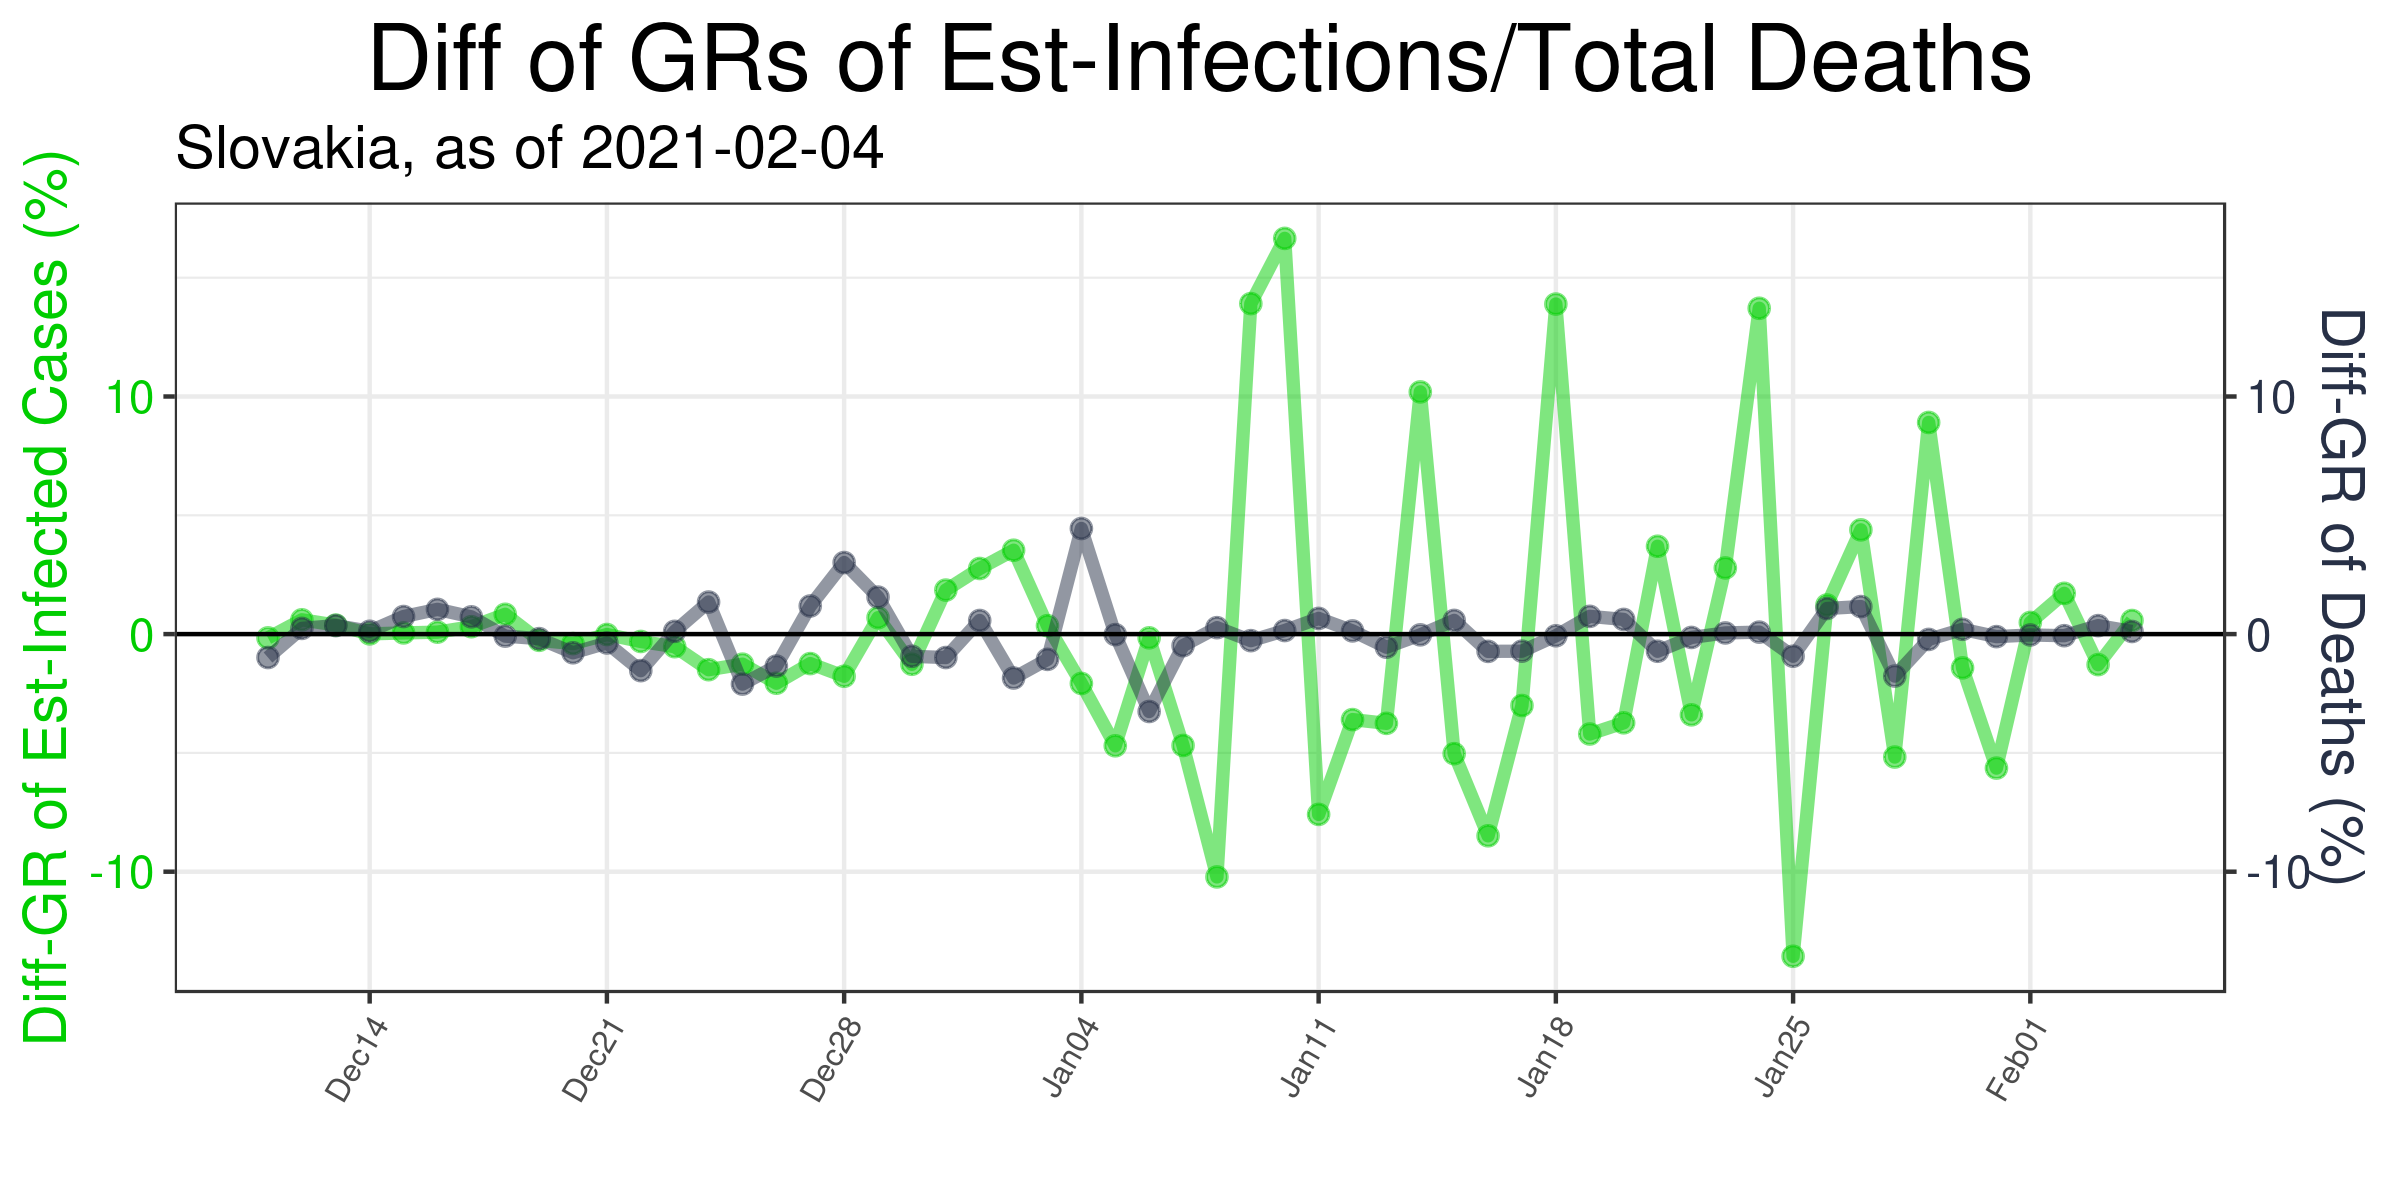 Diff of GRs of Est-Infections/Total Deaths
Slovakia, as of 2021-02-04
Diff-GR of Est-Infected Cases (%)
10
0
-10
10
0
-10
Diff-GR of Deaths (%)
Dec14
Dec21
Dec28
Jan04
Jan11
Jan18
Jan25
Feb01